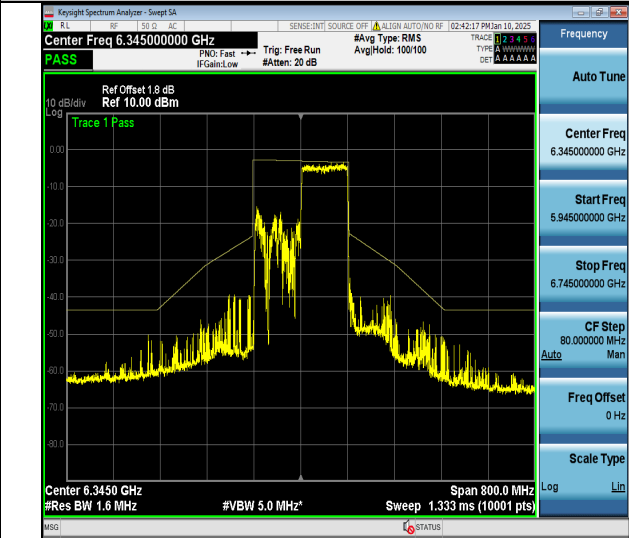 Keysight Spectrum Analyzer - Swept SA
RL RF 50 Ω AC SENSE:INT SOURCE OFF ALIGN AUTO/NO RF 02:42:17 PM Jan 10, 2025
Center Freq 6.345000000 GHz
PASS
PNO: Fast
IFGain:Low
Trig: Free Run
#Atten: 20 dB
#Avg Type: RMS
Avg|Hold: 100/100
TRACE 1 2 3 4 5 6
TYPE A WWWWW
DET A A A A A A
Ref Offset 1.8 dB
10 dB/div Ref 10.00 dBm
Log
Trace 1 Pass
0.00
-10.0
-20.0
-30.0
-40.0
-50.0
-60.0
-70.0
-80.0
Center 6.3450 GHz Span 800.0 MHz
#Res BW 1.6 MHz #VBW 5.0 MHz* Sweep 1.333 ms (10001 pts)
MSG STATUS
Frequency
Auto Tune
Center Freq
6.345000000 GHz
Start Freq
5.945000000 GHz
Stop Freq
6.745000000 GHz
CF Step
80.000000 MHz
Auto Man
Freq Offset
0 Hz
Scale Type
Log Lin